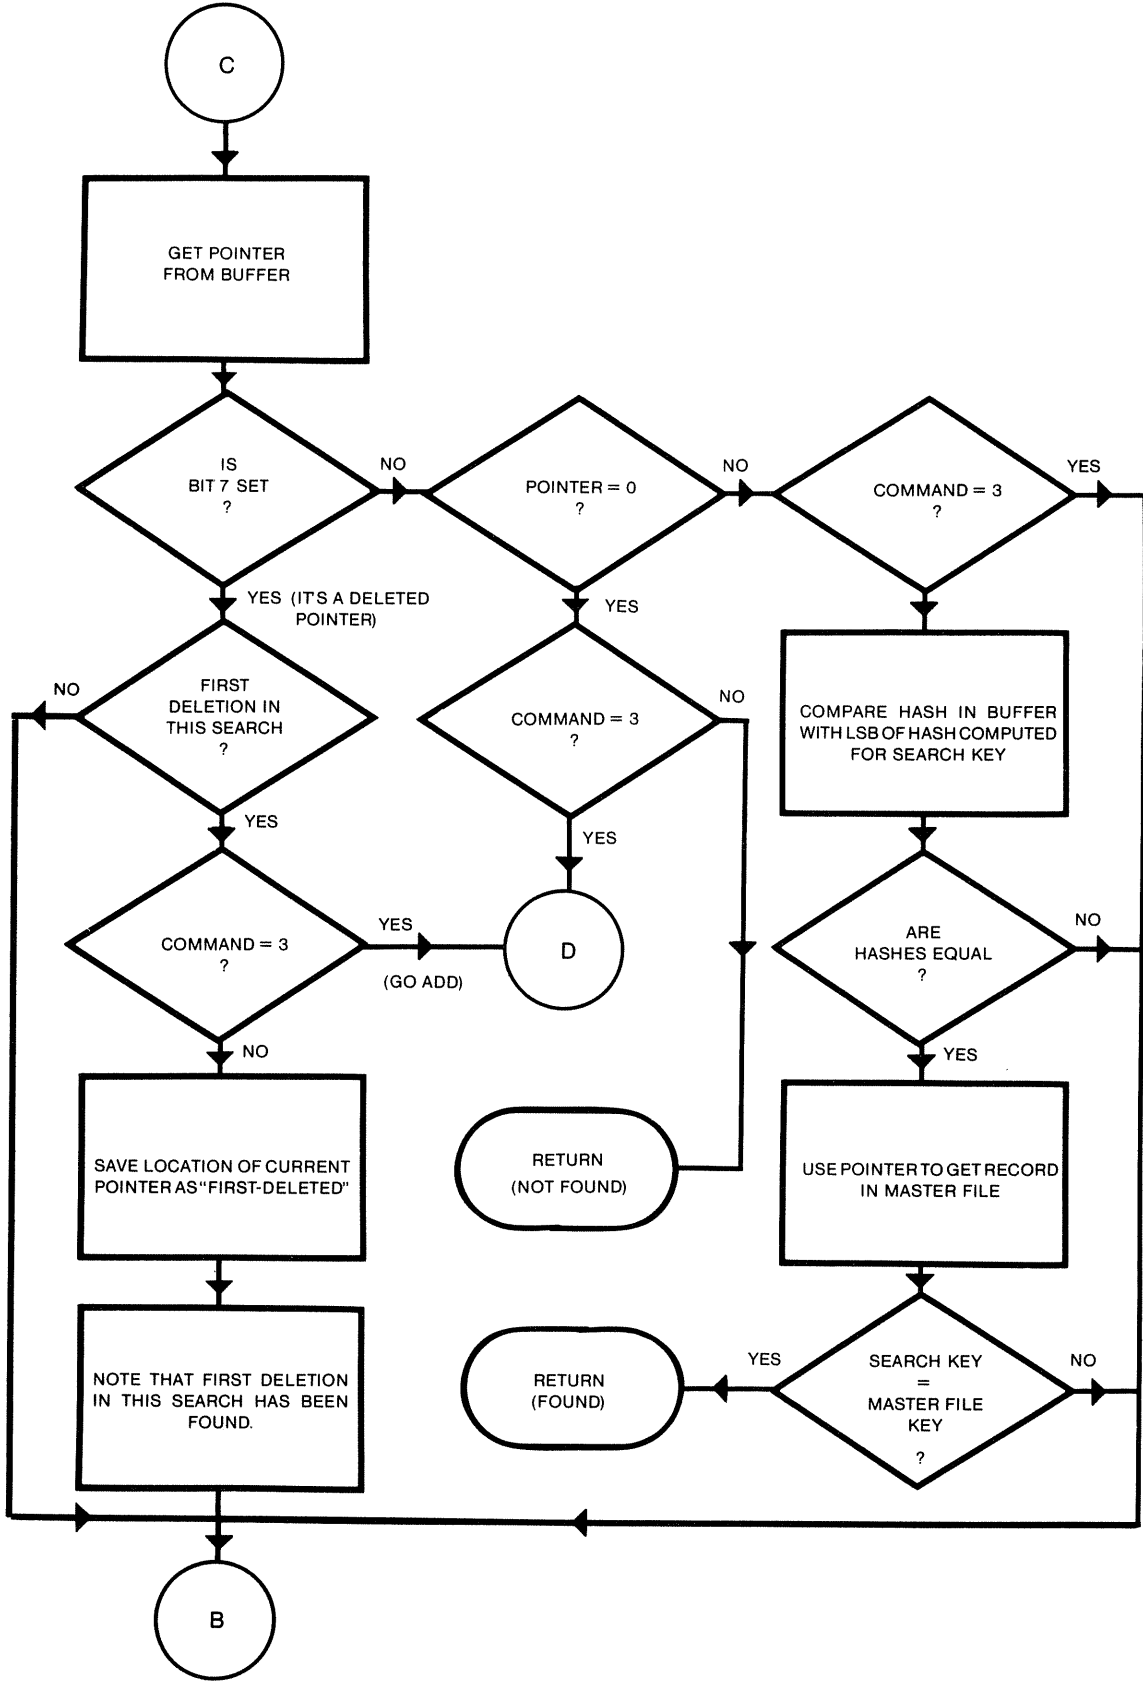 C
GET POINTER
FROM BUFFER
IS
BIT 7 SET
?
NO
POINTER = 0
?
NO
COMMAND = 3
?
YES
YES (IT'S A DELETED
POINTER)
YES
FIRST
DELETION IN
THIS SEARCH
?
NO
COMMAND = 3
?
NO
COMPARE HASH IN BUFFER
WITH LSB OF HASH COMPUTED
FOR SEARCH KEY
YES
YES
COMMAND = 3
?
YES
(GO ADD)
D
ARE
HASHES EQUAL
?
NO
NO
YES
SAVE LOCATION OF CURRENT
POINTER AS "FIRST-DELETED"
RETURN
(NOT FOUND)
USE POINTER TO GET RECORD
IN MASTER FILE
NOTE THAT FIRST DELETION
IN THIS SEARCH HAS BEEN
FOUND.
RETURN
(FOUND)
YES
SEARCH KEY
=
MASTER FILE
KEY
?
NO
B